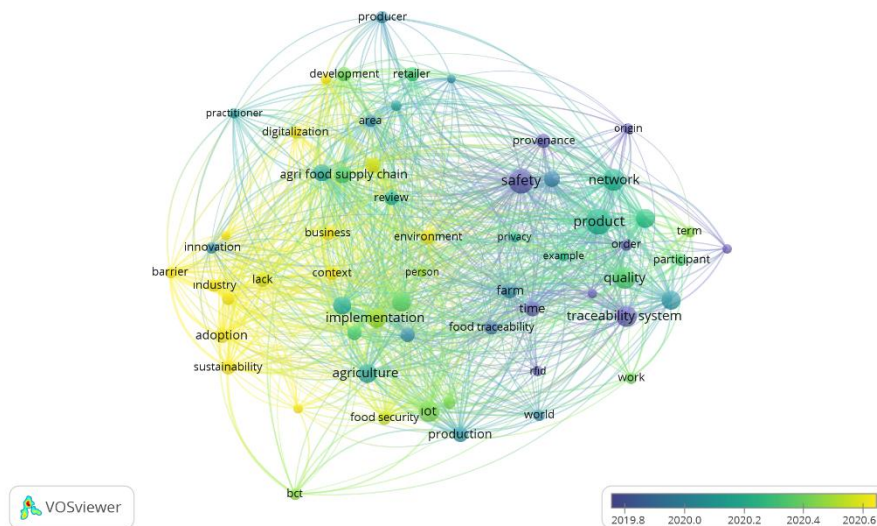 producer
development retailer
practitioner
area
digitalization
origin
provenance
agri food supply chain
safety
network
review
product
business
environment
privacy
term
innovation
order
example
participant
barrier
lack
context
person
quality
industry
farm
time
traceability system
implementation
food traceability
adoption
sustainability
agriculture
rfid
work
food security
iot
world
production
bct
VOSviewer
2019.8 2020.0 2020.2 2020.4 2020.6